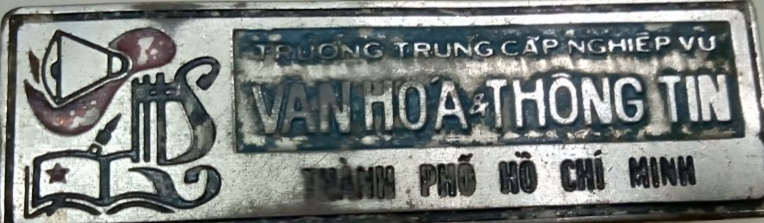 TRƯỜNG TRUNG CẤP NGHIỆP VỤ
VĂN HOÁ & THÔNG TIN
THÀNH PHỐ HỒ CHÍ MINH